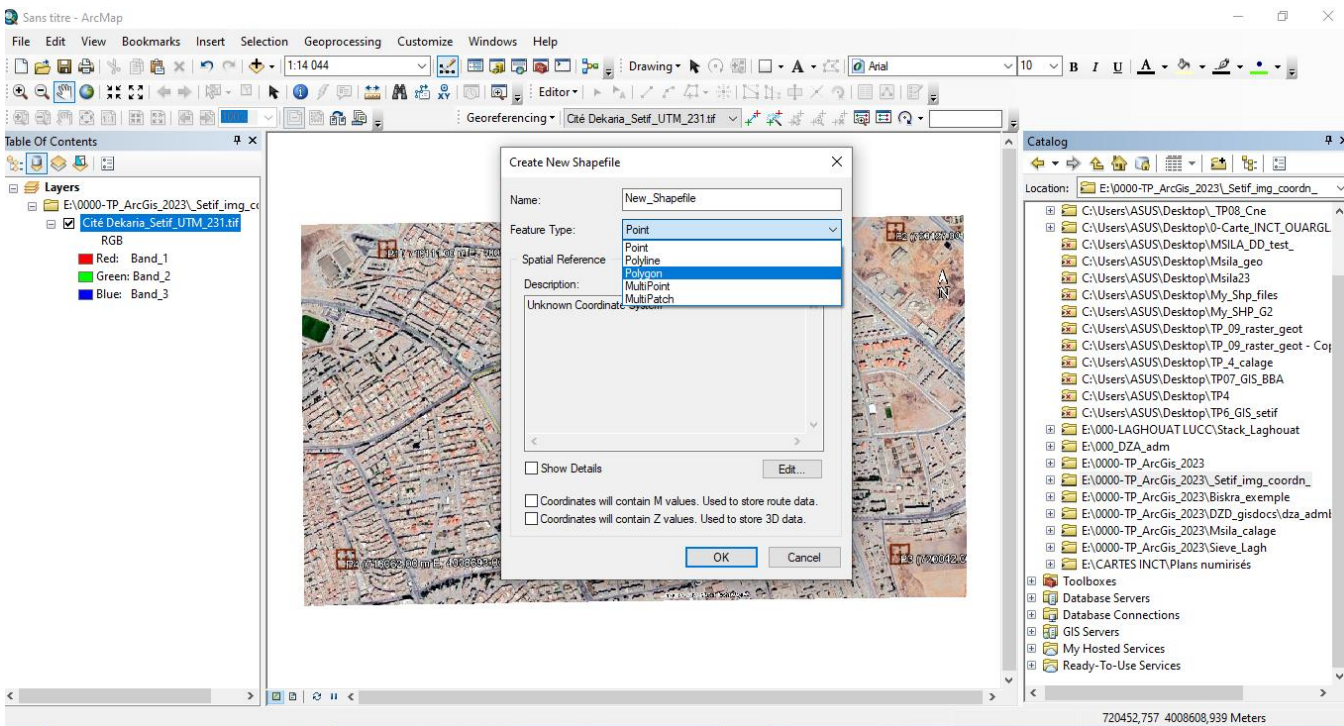 Sans titre - ArcMap
File Edit View Bookmarks Insert Selection Geoprocessing Customize Windows Help
1:14 044
Drawing
Arial
10
B I U A
Editor
Georeferencing
Cité Dekaria_Setif_UTM_231.tif
Table Of Contents
Layers
E:\0000-TP_ArcGis_2023\_Setif_img_cc
Cité Dekaria_Setif_UTM_231.tif
RGB
Red: Band_1
Green: Band_2
Blue: Band_3
Create New Shapefile
Name:
New_Shapefile
Feature Type:
Point
Point
Polyline
Polygon
MultiPoint
MultiPatch
Spatial Reference
Description:
Unknown Coordinate System
Show Details
Edit...
Coordinates will contain M values. Used to store route data.
Coordinates will contain Z values. Used to store 3D data.
OK
Cancel
N
Catalog
Location:
E:\0000-TP_ArcGis_2023\_Setif_img_coordn_
C:\Users\ASUS\Desktop\_TP08_Cne
C:\Users\ASUS\Desktop\0-Carte_INCT_OUARGL
C:\Users\ASUS\Desktop\MSILA_DD_test_
C:\Users\ASUS\Desktop\Msila_geo
C:\Users\ASUS\Desktop\Msila23
C:\Users\ASUS\Desktop\My_Shp_files
C:\Users\ASUS\Desktop\My_SHP_G2
C:\Users\ASUS\Desktop\TP_09_raster_geot
C:\Users\ASUS\Desktop\TP_09_raster_geot - Cop
C:\Users\ASUS\Desktop\TP_4_calage
C:\Users\ASUS\Desktop\TP07_GIS_BBA
C:\Users\ASUS\Desktop\TP4
C:\Users\ASUS\Desktop\TP6_GIS_setif
E:\000-LAGHOUAT LUCC\Stack_Laghouat
E:\000_DZA_adm
E:\0000-TP_ArcGis_2023
E:\0000-TP_ArcGis_2023\_Setif_img_coordn_
E:\0000-TP_ArcGis_2023\Biskra_exemple
E:\0000-TP_ArcGis_2023\DZD_gisdocs\dza_adml
E:\0000-TP_ArcGis_2023\Msila_calage
E:\0000-TP_ArcGis_2023\Sieve_Lagh
E:\CARTES INCT\Plans numirisés
Toolboxes
Database Servers
Database Connections
GIS Servers
My Hosted Services
Ready-To-Use Services
720452,757 4008608,939 Meters